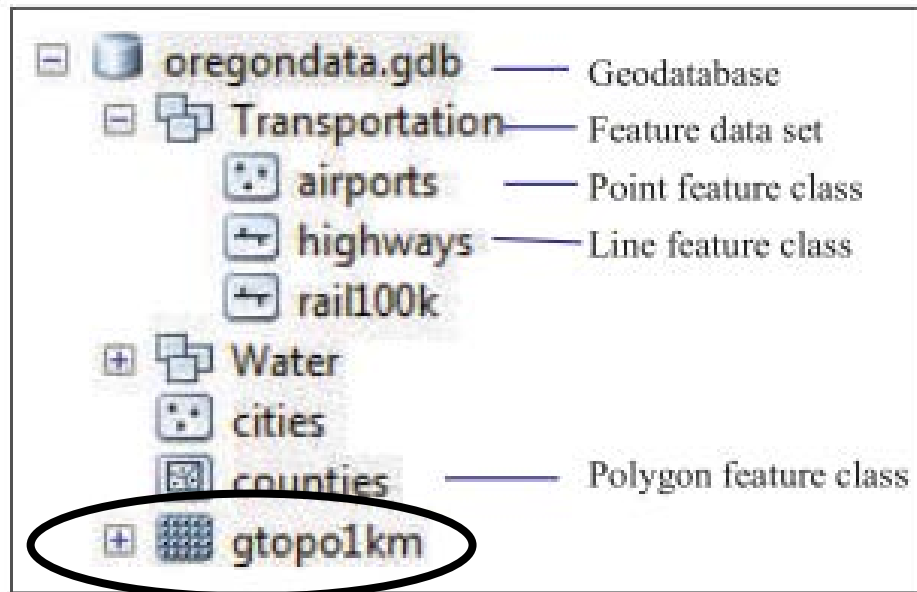 oregondata.gdb Geodatabase
Transportation Feature data set
airports Point feature class
highways Line feature class
rail100k
Water
cities
counties Polygon feature class
gtopo1km